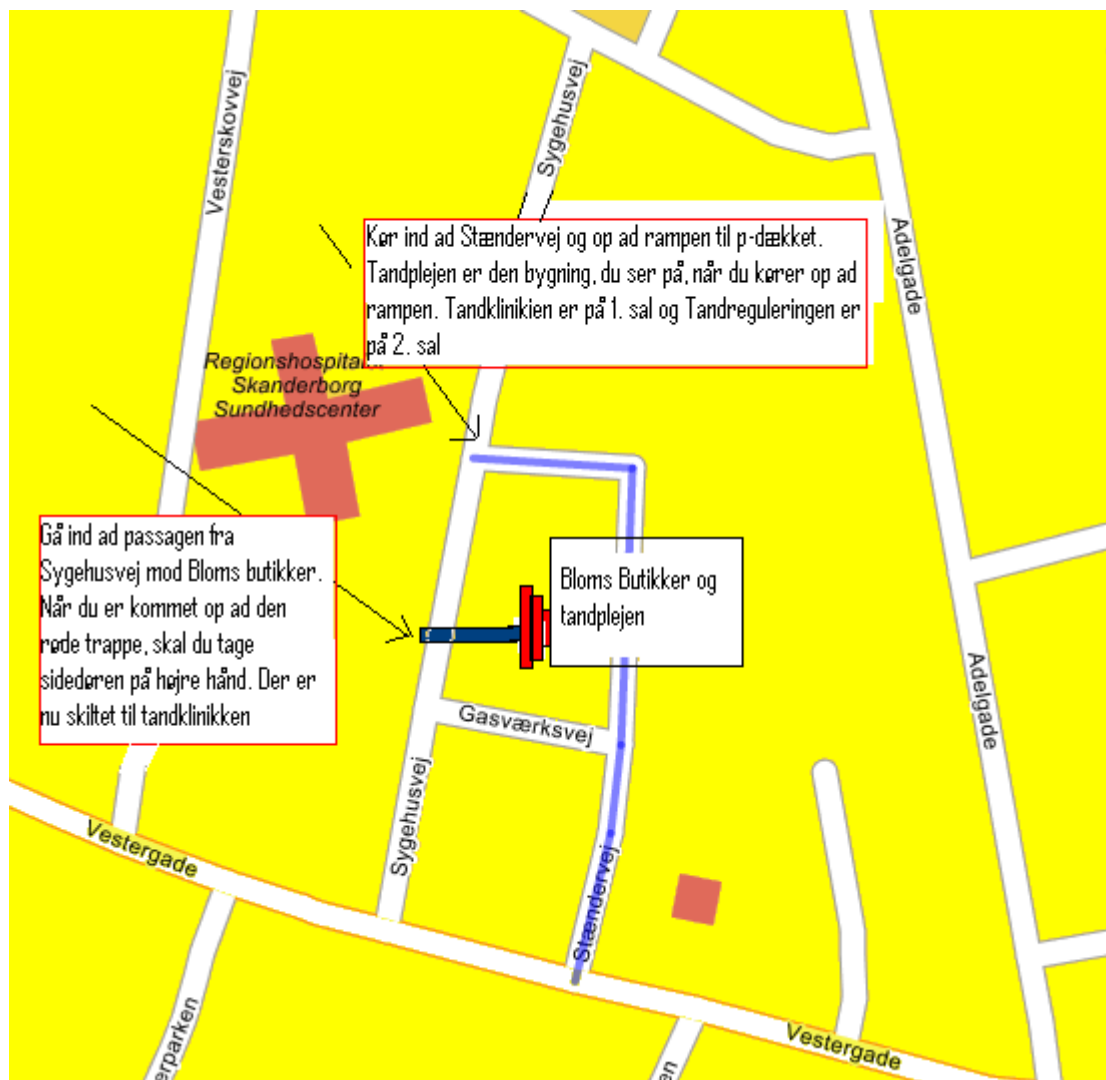 Vesterskovvej
Sygehusvej
Adelgade
Kør ind ad Stændervej og op ad rampen til p-dækket.
Tandplejen er den bygning, du ser på, når du kører op ad
rampen. Tandklinikien er på 1. sal og Tandreguleringen er
på 2. sal
Regionshospita
Skanderborg
Sundhedscenter
Gå ind ad passagen fra
Sygehusvej mod Bloms butikker.
Når du er kommet op ad den
røde trappe, skal du tage
sidedøren på højre hånd. Der er
nu skiltet til tandklinikken
Bloms Butikker og
tandplejen
Adelgade
Gasværksvej
Sygehusvej
Vestergade
Stændervej
Vestergade
erparken
en